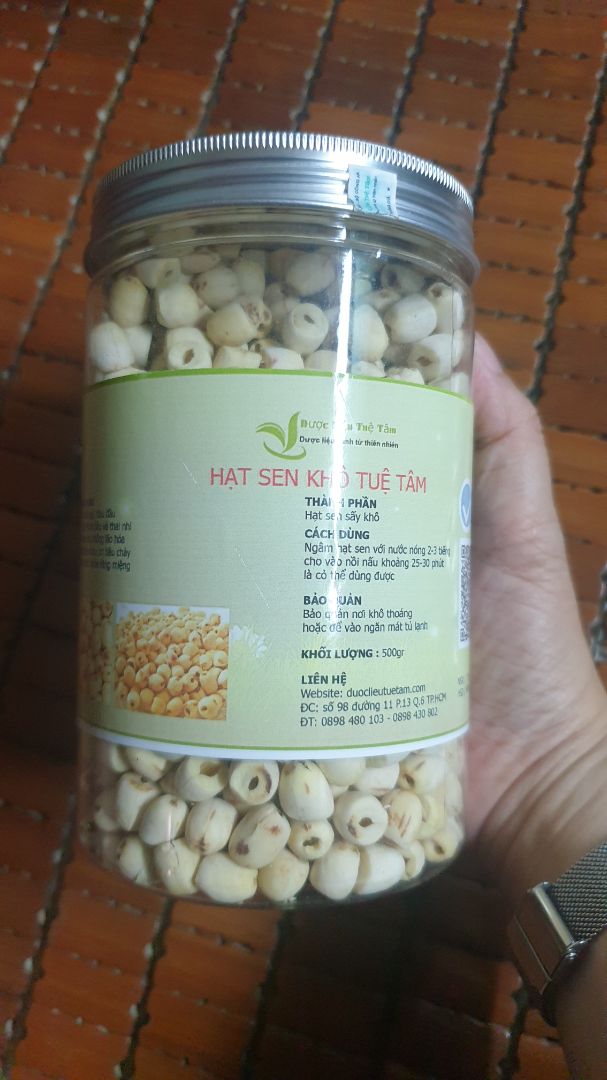 Dược Liệu Tuệ Tâm
Dược liệu lành từ thiên nhiên
HẠT SEN KHÔ TUỆ TÂM
THÀNH PHẦN
Hạt sen sấy khô
CÁCH DÙNG
Ngâm hạt sen với nước nóng 2-3 tiếng
cho vào nồi nấu khoảng 25-30 phút
là có thể dùng được
BẢO QUẢN
Bảo quản nơi khô thoáng
hoặc để vào ngăn mát tủ lạnh
KHỐI LƯỢNG : 500gr
LIÊN HỆ
Website: duoclieutuetam.com
ĐC: số 98 đường 11 P.13 Q.6 TP.HCM
ĐT: 0898 480 103 - 0898 430 802